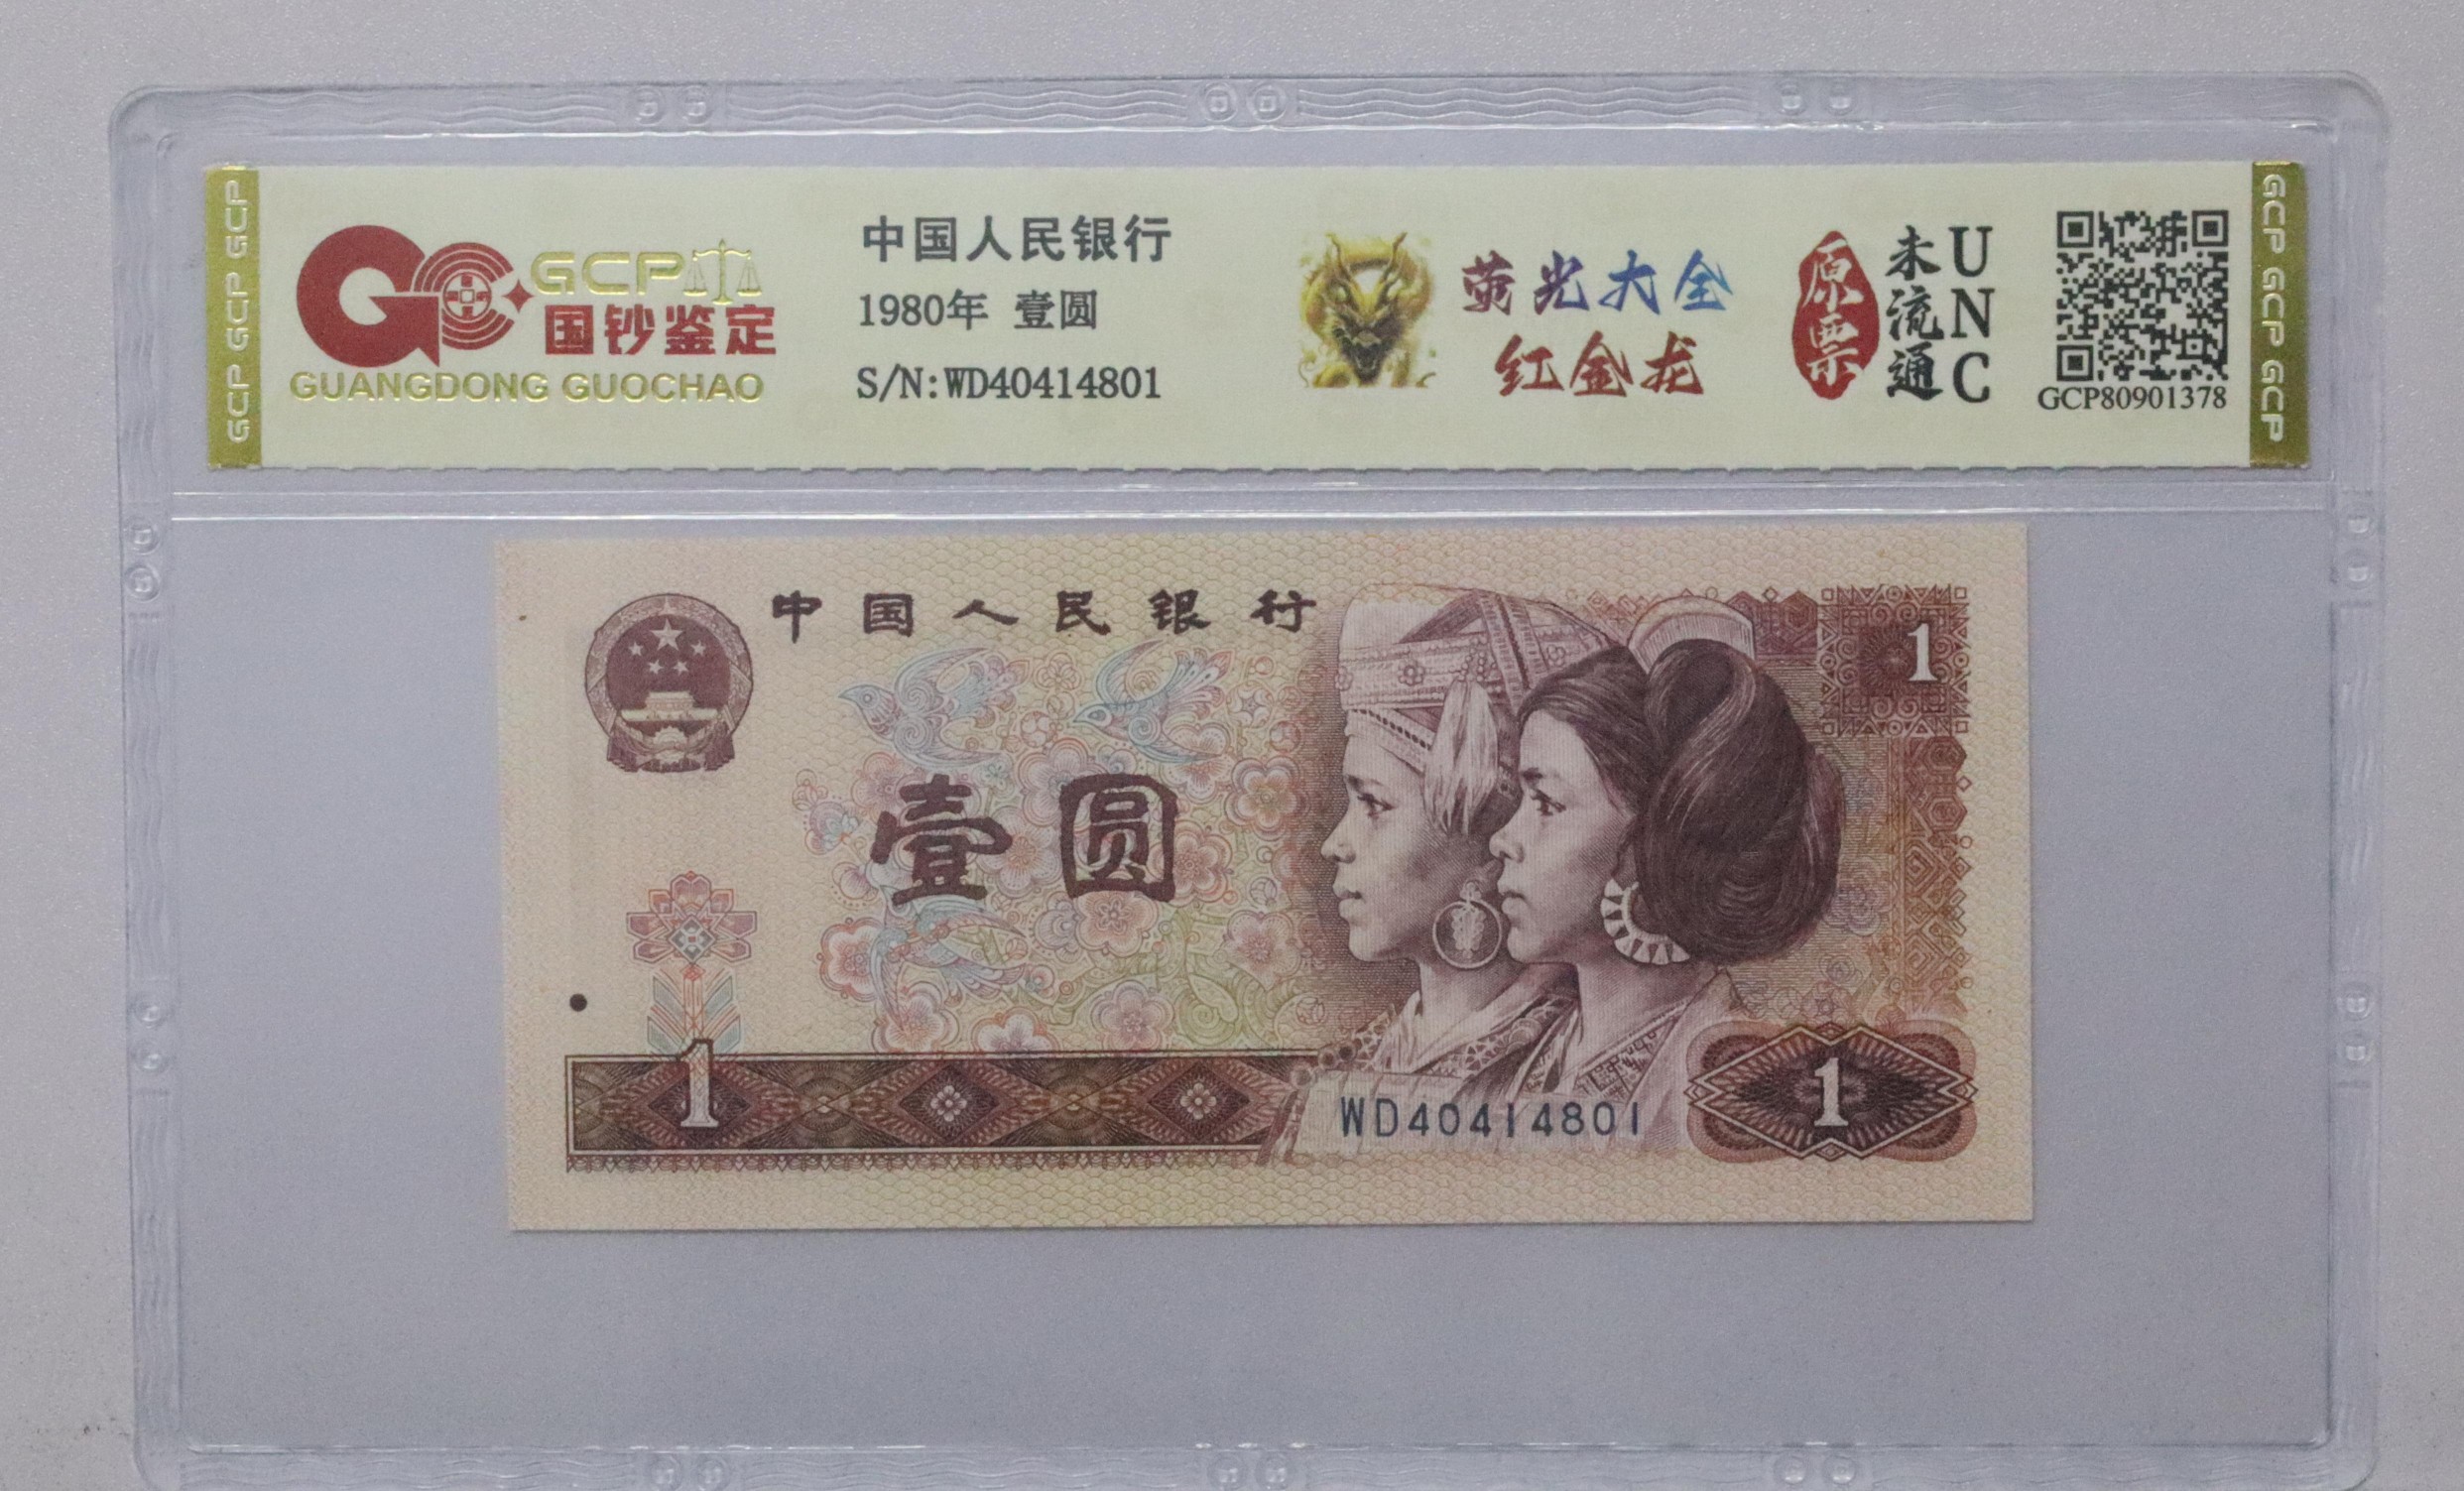 GCP GCP GCP GCP
GCP
国钞鉴定
GUANGDONG GUOCHAO
中国人民银行
1980年 壹圆
S/N:WD40414801
荧光大全
红金龙
原票
未流通
UNC
GCP80901378
GCP GCP GCP GCP
中国人民银行
1
壹圆
1
WD40414801
1